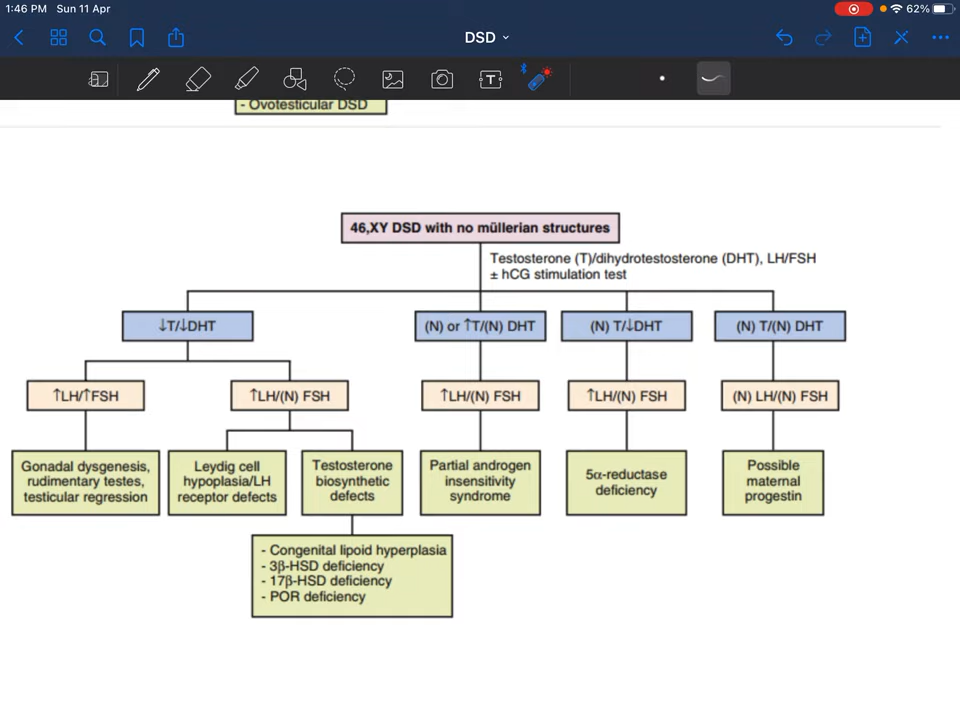 1:46 PM Sun 11 Apr
62%
DSD
T
- Ovotesticular DSD
46,XY DSD with no müllerian structures
Testosterone (T)/dihydrotestosterone (DHT), LH/FSH
± hCG stimulation test
↓T/↓DHT
(N) or ↑T/(N) DHT
(N) T/↓DHT
(N) T/(N) DHT
↑LH/↑FSH
↑LH/(N) FSH
↑LH/(N) FSH
↑LH/(N) FSH
(N) LH/(N) FSH
Gonadal dysgenesis,
rudimentary testes,
testicular regression
Leydig cell
hypoplasia/LH
receptor defects
Testosterone
biosynthetic
defects
Partial androgen
insensitivity
syndrome
5α-reductase
deficiency
Possible
maternal
progestin
- Congenital lipoid hyperplasia
- 3β-HSD deficiency
- 17β-HSD deficiency
- POR deficiency